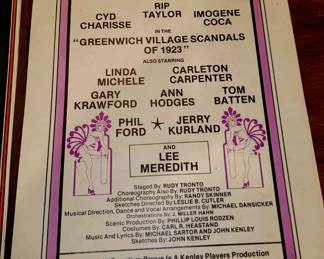 RIP
CYD TAYLOR IMOGENE
CHARISSE COCA
IN THE
"GREENWICH VILLAGE SCANDALS
OF 1923"
ALSO STARRING
LINDA CARLETON
MICHELE CARPENTER
GARY ANN TOM
KRAWFORD HODGES BATTEN
PHIL JERRY
FORD KURLAND
AND
LEE
MEREDITH
Staged By: RUDY TRONTO
Choreography Also By: RUDY TRONTO
Additional Choreography By: RANDY SKINNER
Sketches Directed By: LESLIE B. CUTLER
Musical Direction, Dance and Vocal Arrangements By: MICHAEL DANSICKER
Orchestrations By: J. MILLER HAHN
Scenic Production By: PHILLIP LOUIS RODZEN
Costumes By: CARL R. HEASTAND
Music And Lyrics By: MICHAEL SARTOR AND JOHN KENLEY
Sketches By: JOHN KENLEY
Is A Kenley Players Production